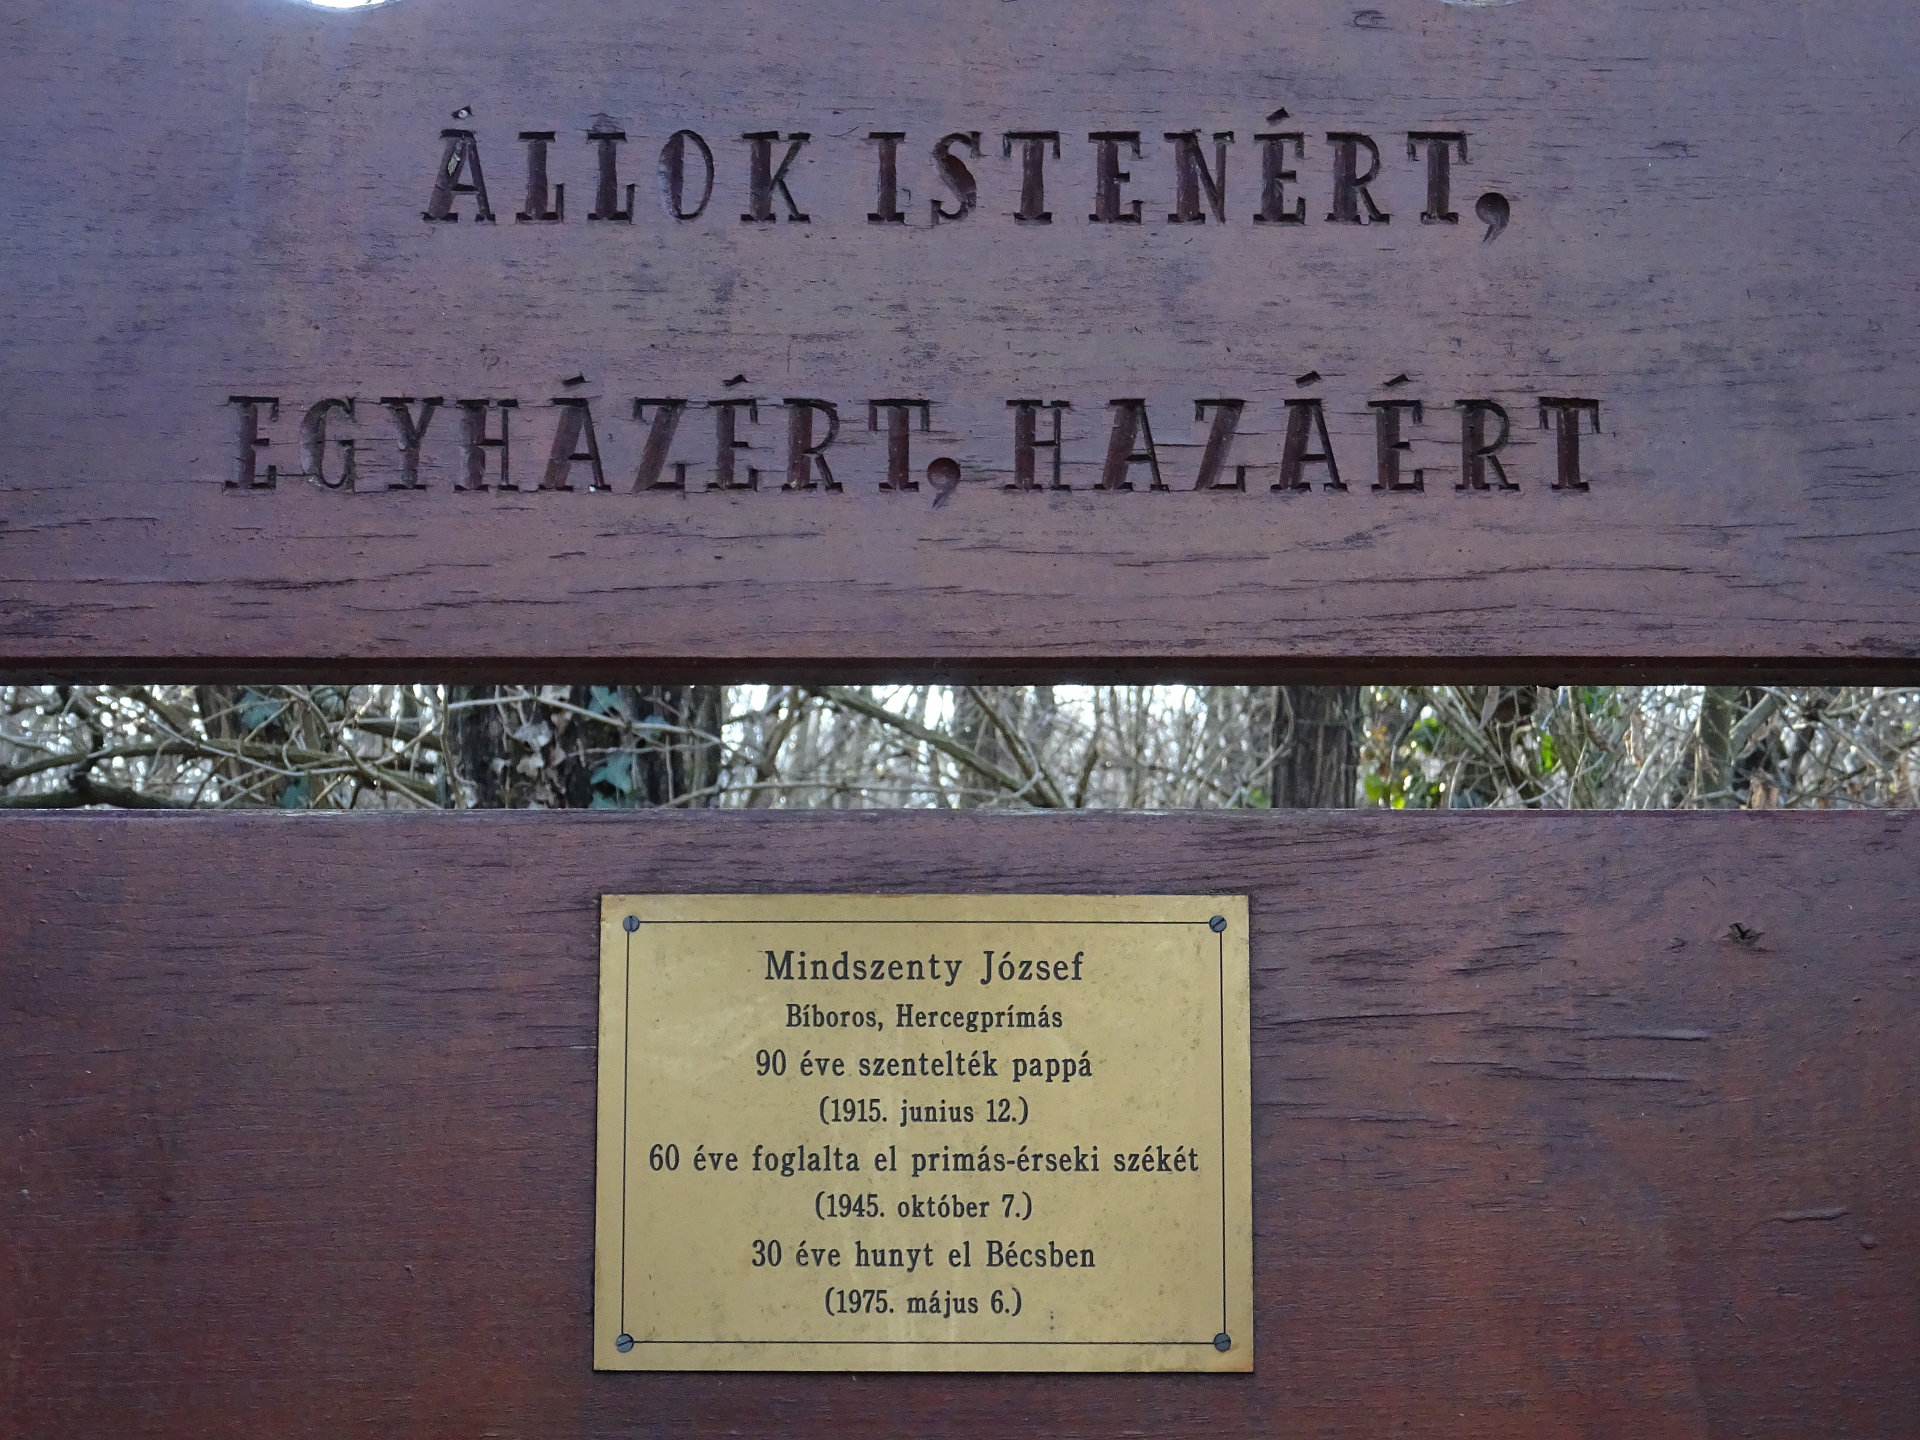 ÁLLOK ISTENÉRT,
EGYHÁZÉRT, HAZÁÉRT
Mindszenty József
Bíboros, Hercegprímás
90 éve szentelték pappá
(1915. junius 12.)
60 éve foglalta el primás-érseki székét
(1945. október 7.)
30 éve hunyt el Bécsben
(1975. május 6.)